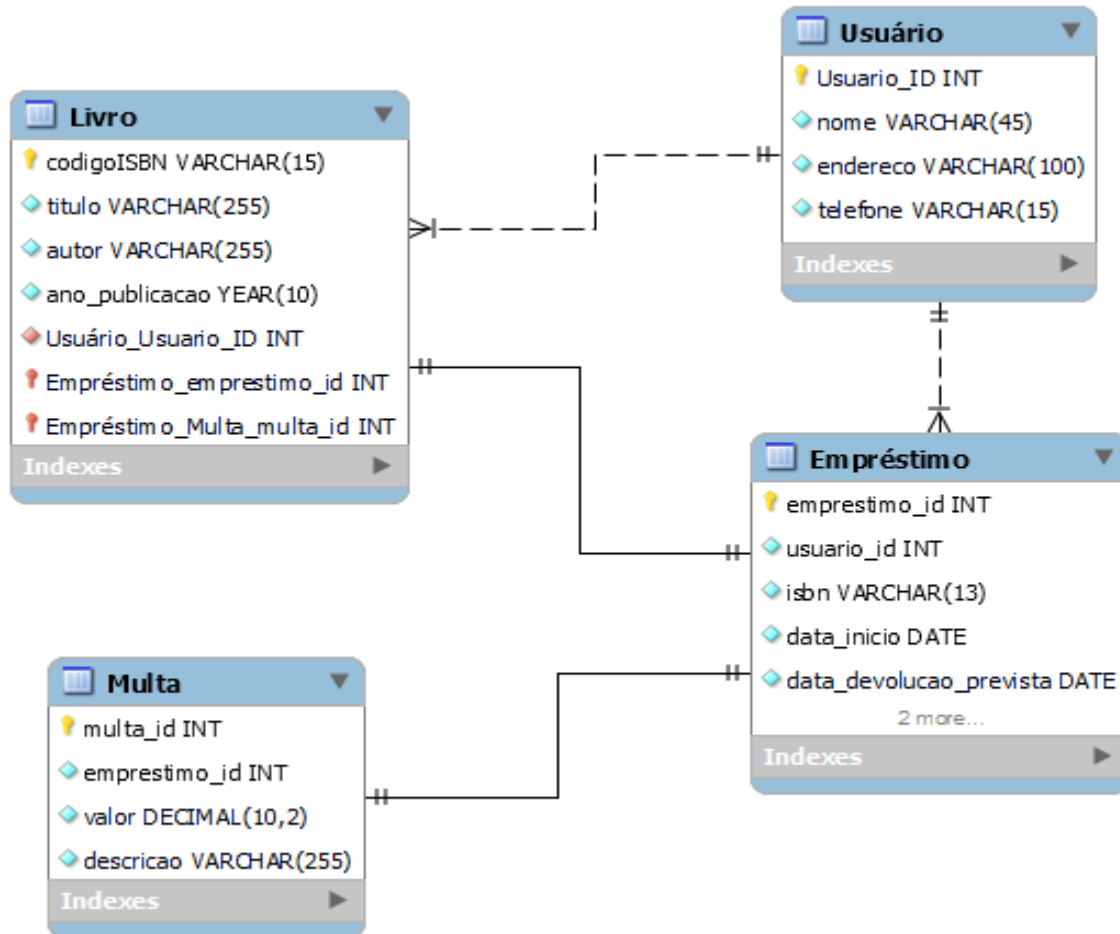 Livro
codigoISBN VARCHAR(15)
titulo VARCHAR(255)
autor VARCHAR(255)
ano_publicacao YEAR(10)
Usuário_Usuario_ID INT
Empréstimo_emprestimo_id INT
Empréstimo_Multa_multa_id INT
Indexes
Usuário
Usuario_ID INT
nome VARCHAR(45)
endereco VARCHAR(100)
telefone VARCHAR(15)
Indexes
Empréstimo
emprestimo_id INT
usuario_id INT
isbn VARCHAR(13)
data_inicio DATE
data_devolucao_prevista DATE
2 more...
Indexes
Multa
multa_id INT
emprestimo_id INT
valor DECIMAL(10,2)
descricao VARCHAR(255)
Indexes